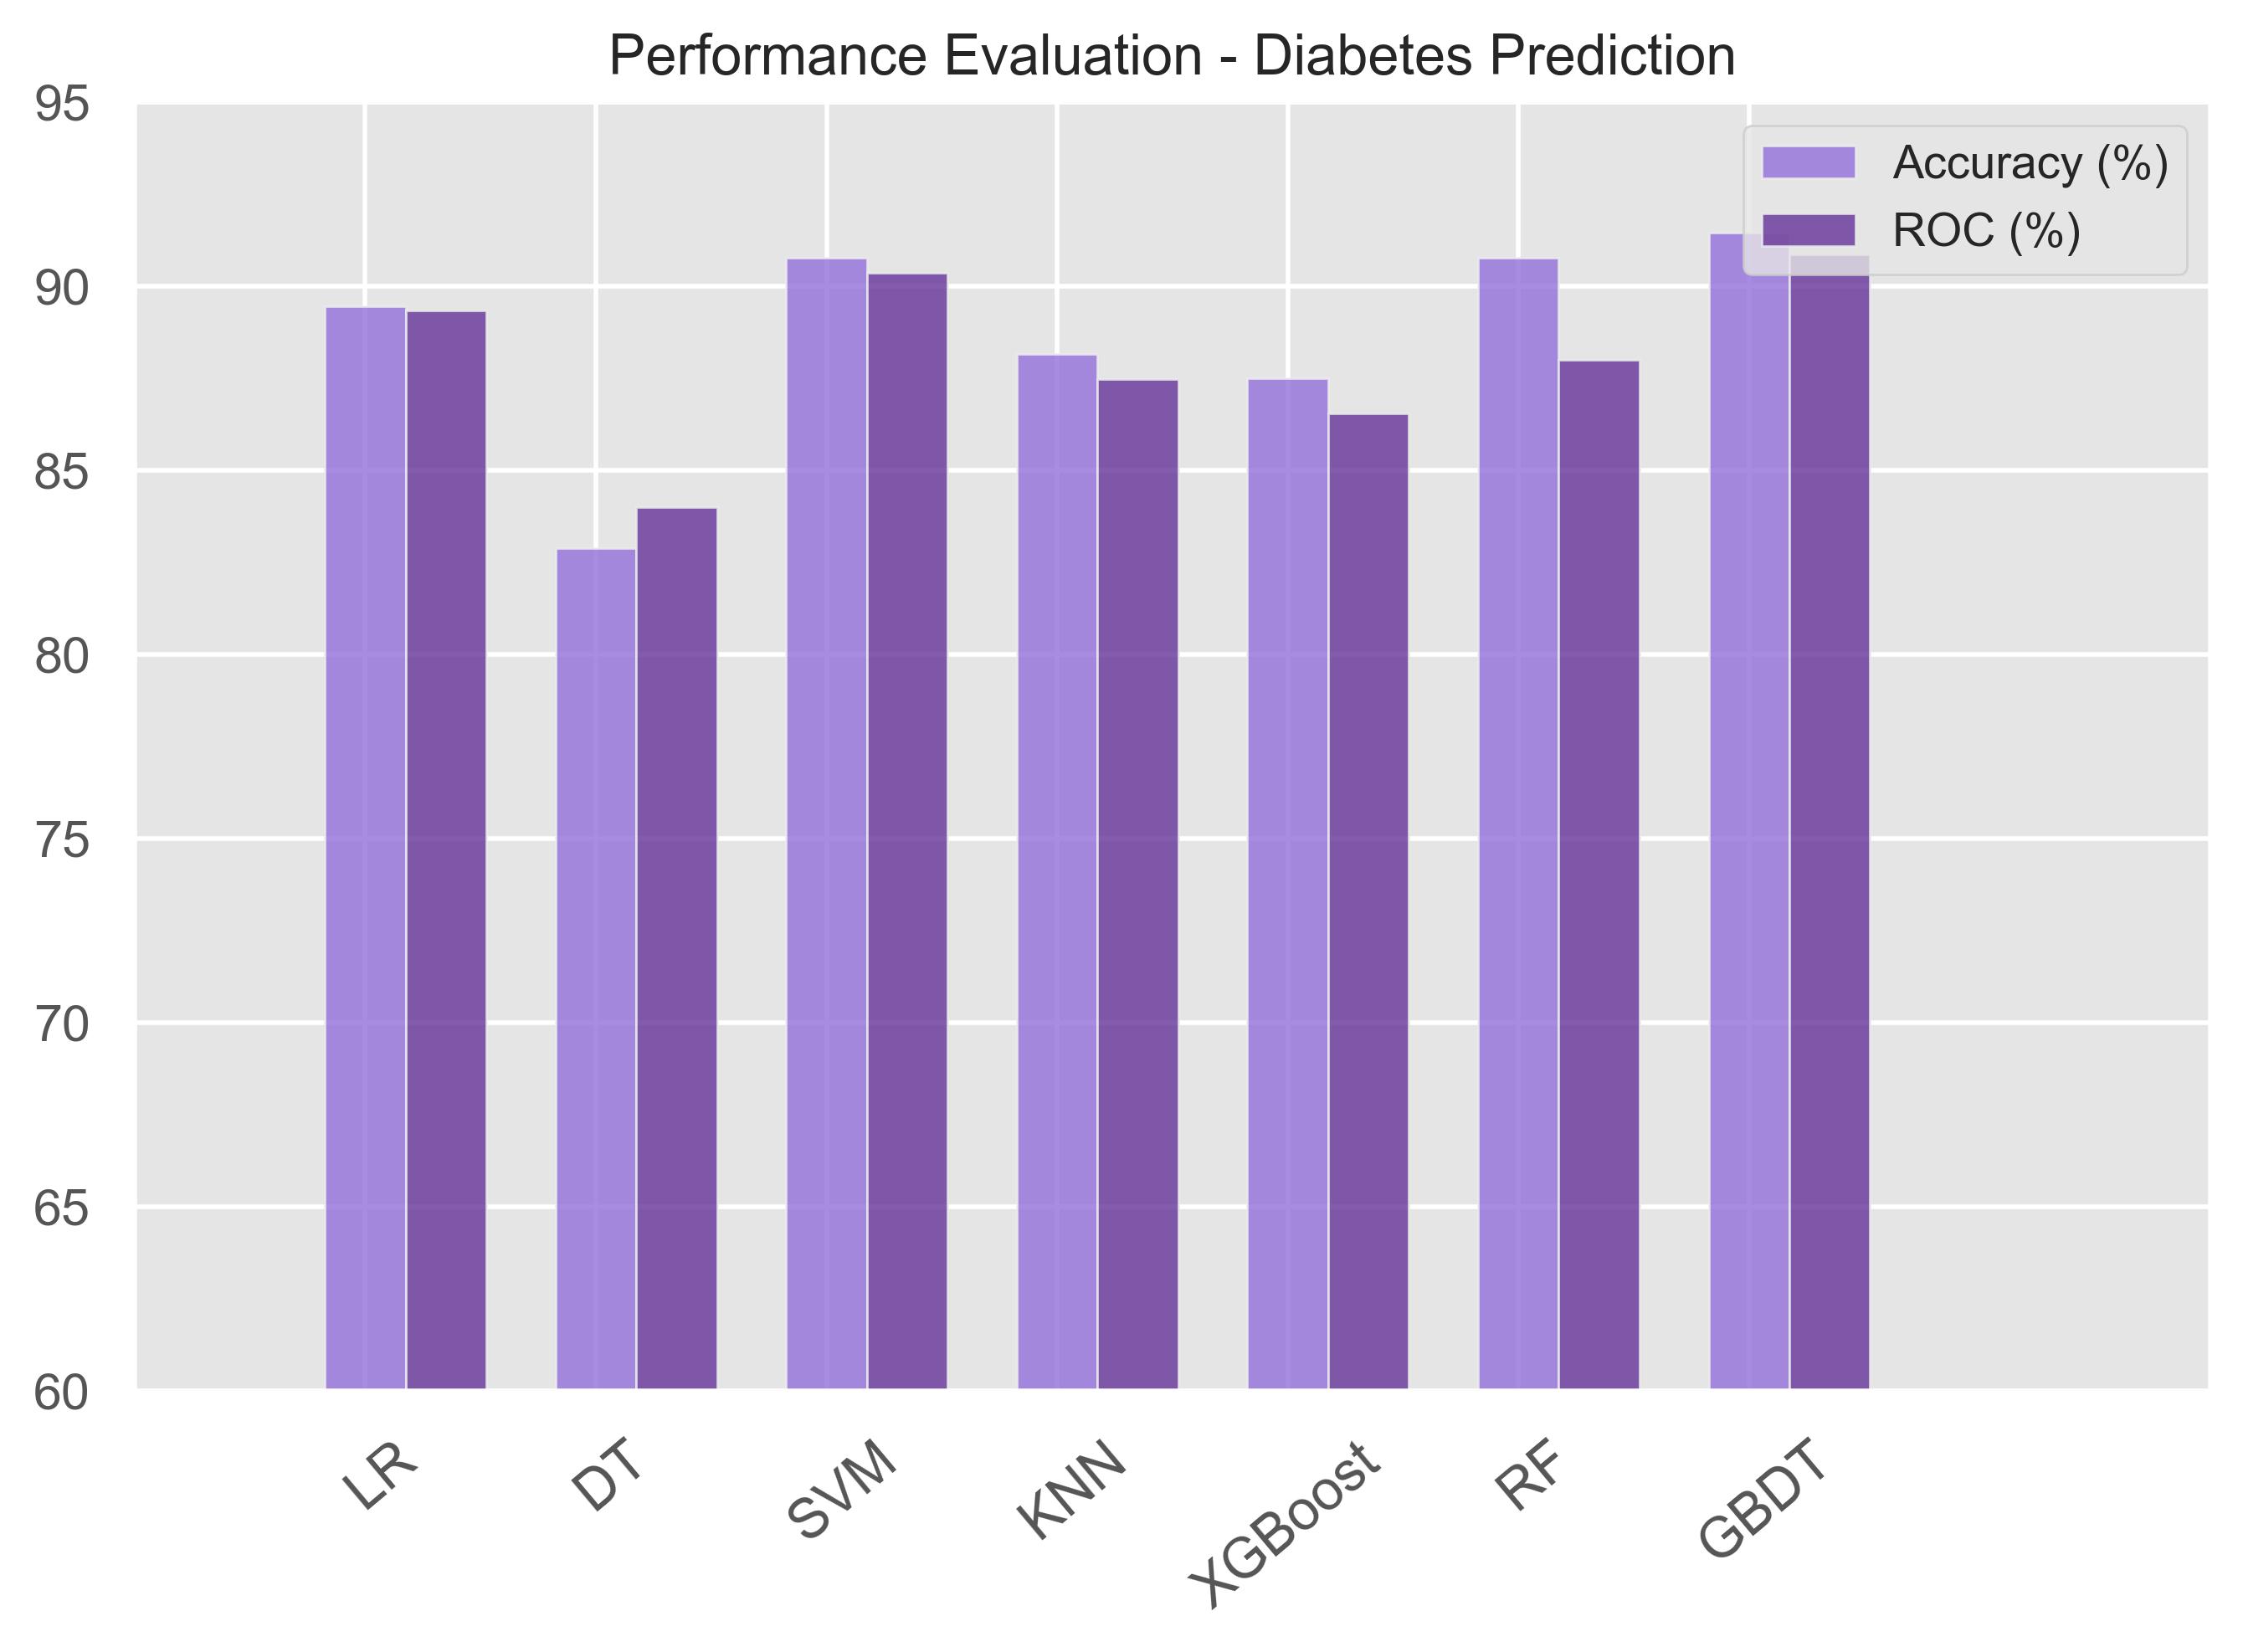 Performance Evaluation - Diabetes Prediction
95
90
85
80
75
70
65
60
Accuracy (%)
ROC (%)
LR
DT
SVM
KNN
XGBoost
RF
GBDT